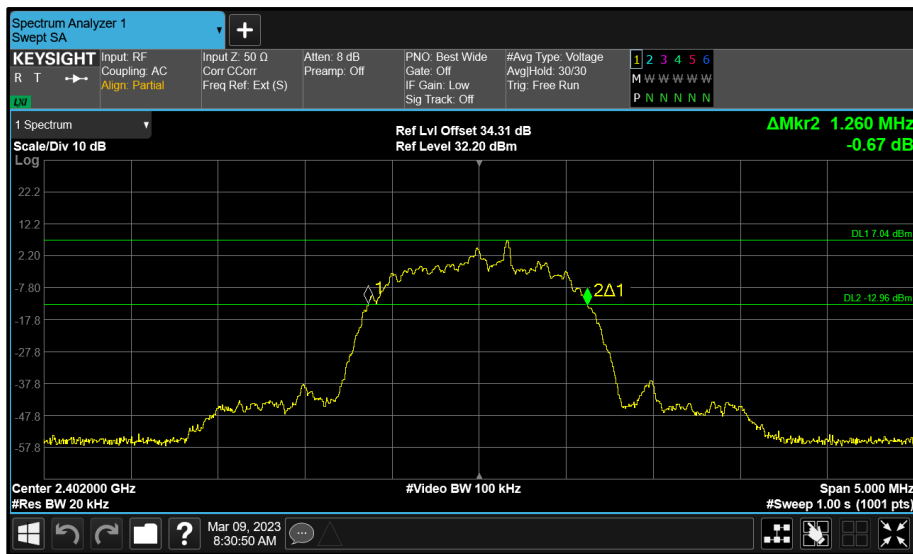 Spectrum Analyzer 1
Swept SA
KEYSIGHT
R T
LXI
Input: RF
Coupling: AC
Align: Partial
Input Z: 50 Ω
Corr CCorr
Freq Ref: Ext (S)
Atten: 8 dB
Preamp: Off
PNO: Best Wide
Gate: Off
IF Gain: Low
Sig Track: Off
#Avg Type: Voltage
Avg|Hold: 30/30
Trig: Free Run
1 2 3 4 5 6
M W W W W W
P N N N N N
1 Spectrum
Scale/Div 10 dB
Log
Ref Lvl Offset 34.31 dB
Ref Level 32.20 dBm
ΔMkr2 1.260 MHz
-0.67 dB
22.2
12.2
2.20
-7.80
-17.8
-27.8
-37.8
-47.8
-57.8
DL1 7.04 dBm
1
2Δ1
DL2 -12.96 dBm
Center 2.402000 GHz
#Video BW 100 kHz
Span 5.000 MHz
#Res BW 20 kHz
#Sweep 1.00 s (1001 pts)
?
Mar 09, 2023
8:30:50 AM